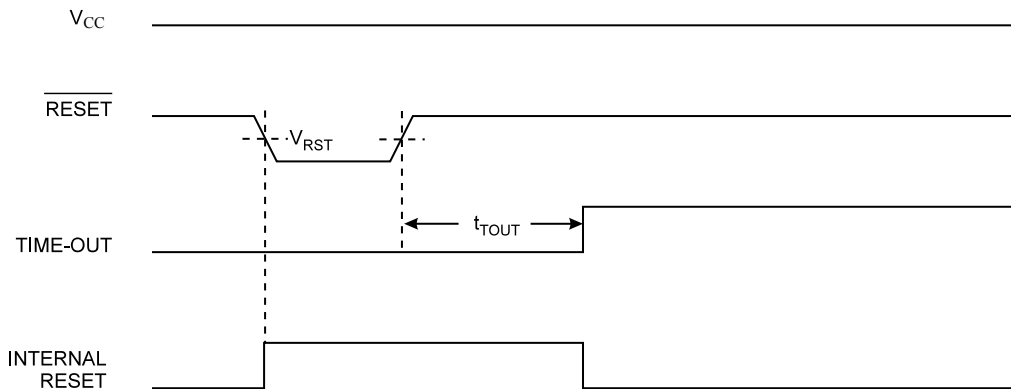 VCC
RESET
VRST
tTOUT
TIME-OUT
INTERNAL
RESET